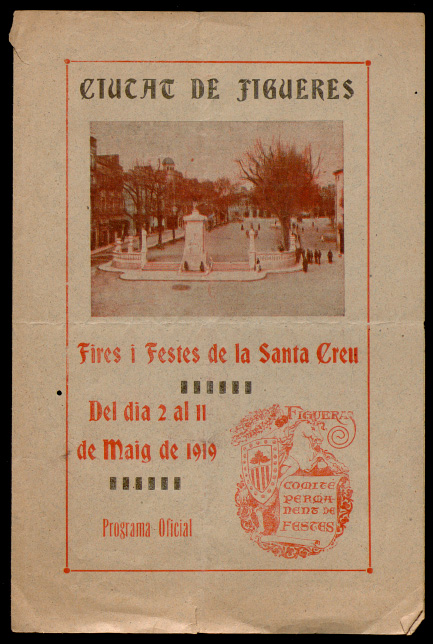 CIUTAT DE FIGUERES
Fires i Festes de la Santa Creu
Del dia 2 al 11
de Maig de 1919
Programa Oficial
FIGUERAS
COMITE
PERMA
NENT DE
FESTES